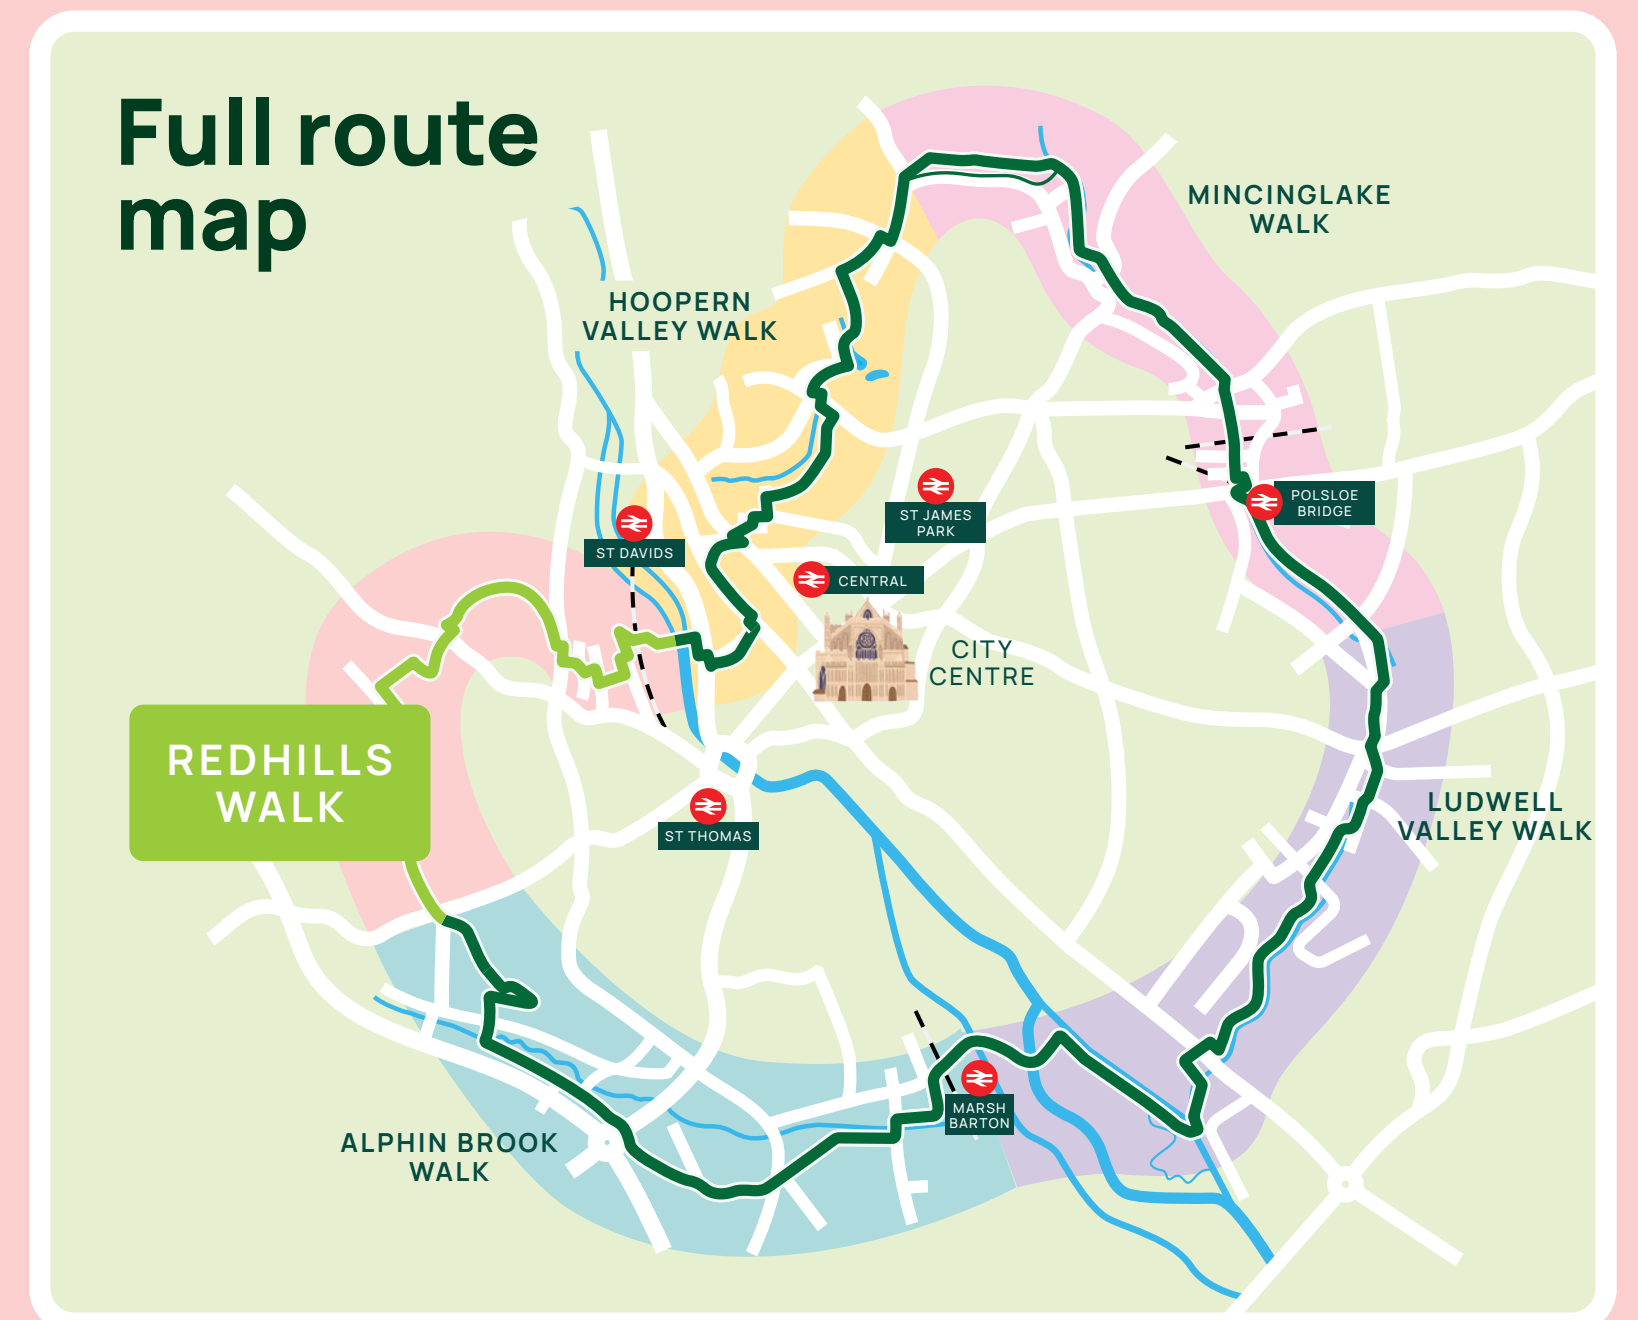 Full route
map
MINCINGLAKE
WALK
HOOPERN
VALLEY WALK
POLSLOE
BRIDGE
ST JAMES
PARK
ST DAVIDS
CENTRAL
CITY
CENTRE
REDHILLS
WALK
LUDWELL
VALLEY WALK
ST THOMAS
MARSH
BARTON
ALPHIN BROOK
WALK